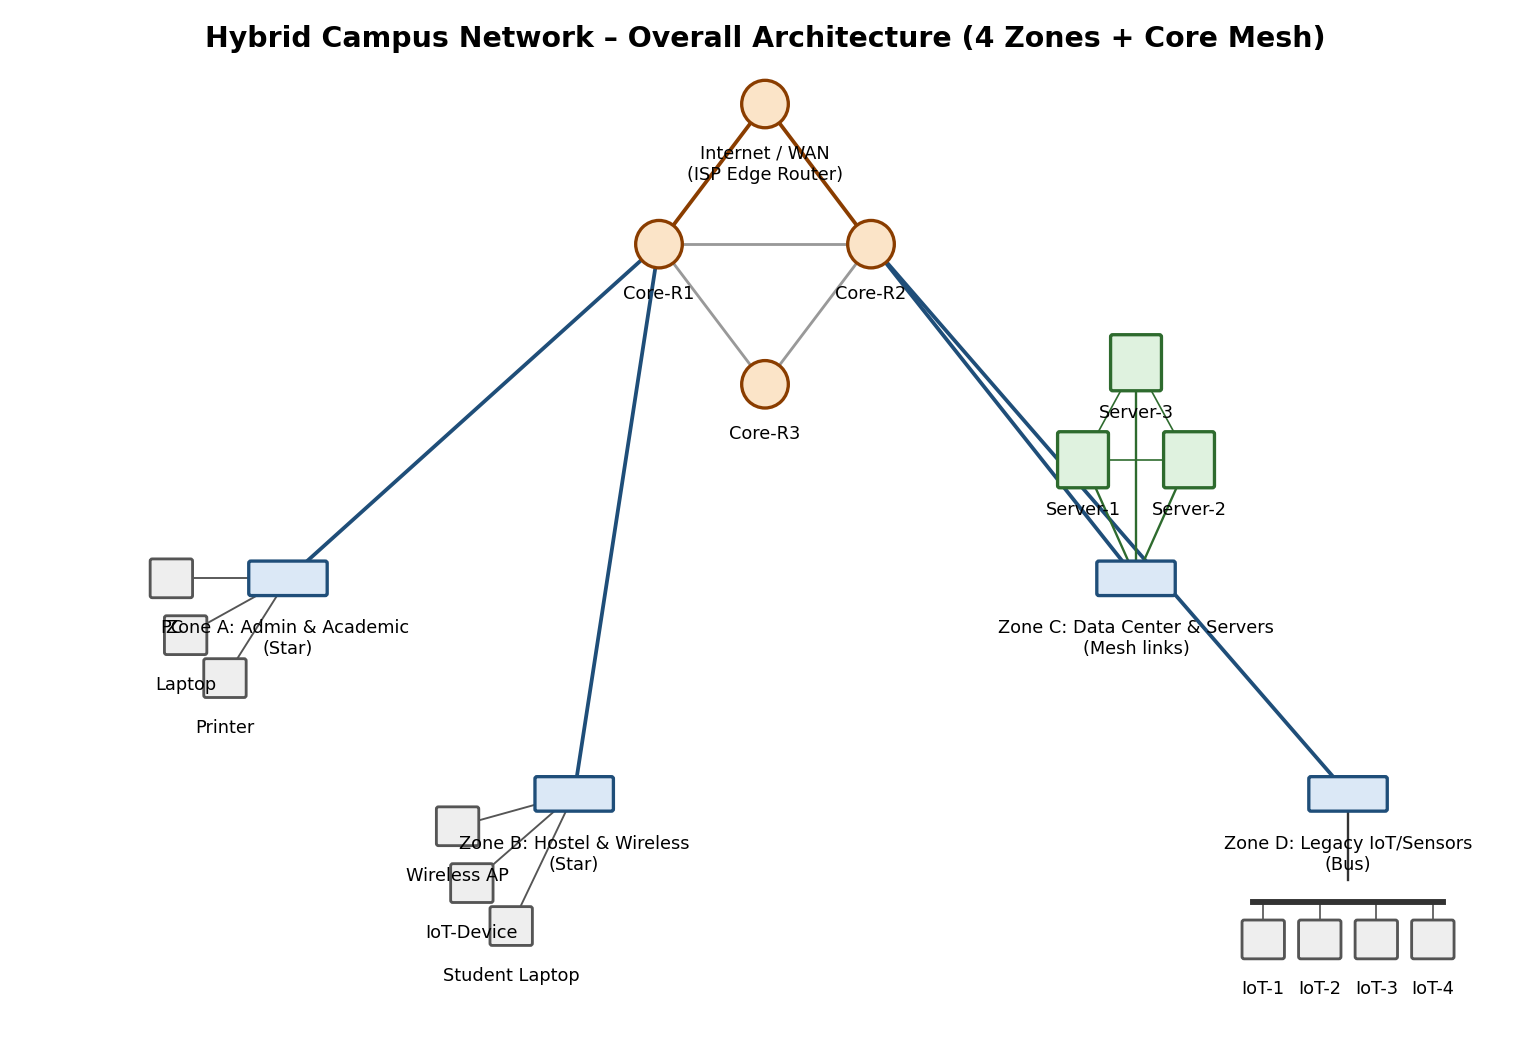 Hybrid Campus Network – Overall Architecture (4 Zones + Core Mesh)
Internet / WAN
(ISP Edge Router)
Core-R1
Core-R2
Core-R3
Server-3
Server-1
Server-2
PC
Zone A: Admin & Academic
(Star)
Laptop
Printer
Zone C: Data Center & Servers
(Mesh links)
Zone B: Hostel & Wireless
(Star)
Wireless AP
IoT-Device
Student Laptop
Zone D: Legacy IoT/Sensors
(Bus)
IoT-1
IoT-2
IoT-3
IoT-4